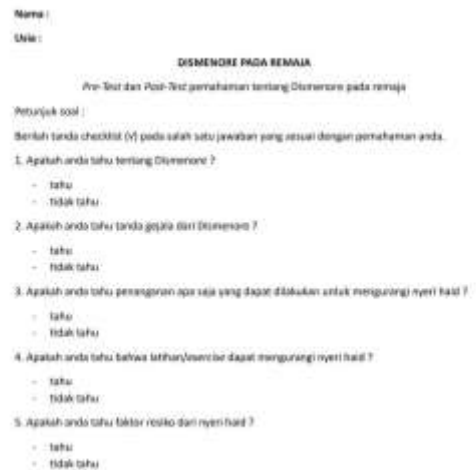 Nama :
Usia :
DISMENORE PADA REMAJA
Pre-Test dan Post-Test pemahaman tentang Dismenore pada remaja
Petunjuk soal :
Berilah tanda checklist (v) pada salah satu jawaban yang sesuai dengan pemahaman anda.
1. Apakah anda tahu tentang Dismenore ?
- tahu
- tidak tahu
2. Apakah anda tahu tanda gejala dari Dismenore ?
- tahu
- tidak tahu
3. Apakah anda tahu penanganan apa saja yang dapat dilakukan untuk mengurangi nyeri haid ?
- tahu
- tidak tahu
4. Apakah anda tahu bahwa latihan/exercise dapat mengurangi nyeri haid ?
- tahu
- tidak tahu
5. Apakah anda tahu faktor resiko dari nyeri haid ?
- tahu
- tidak tahu